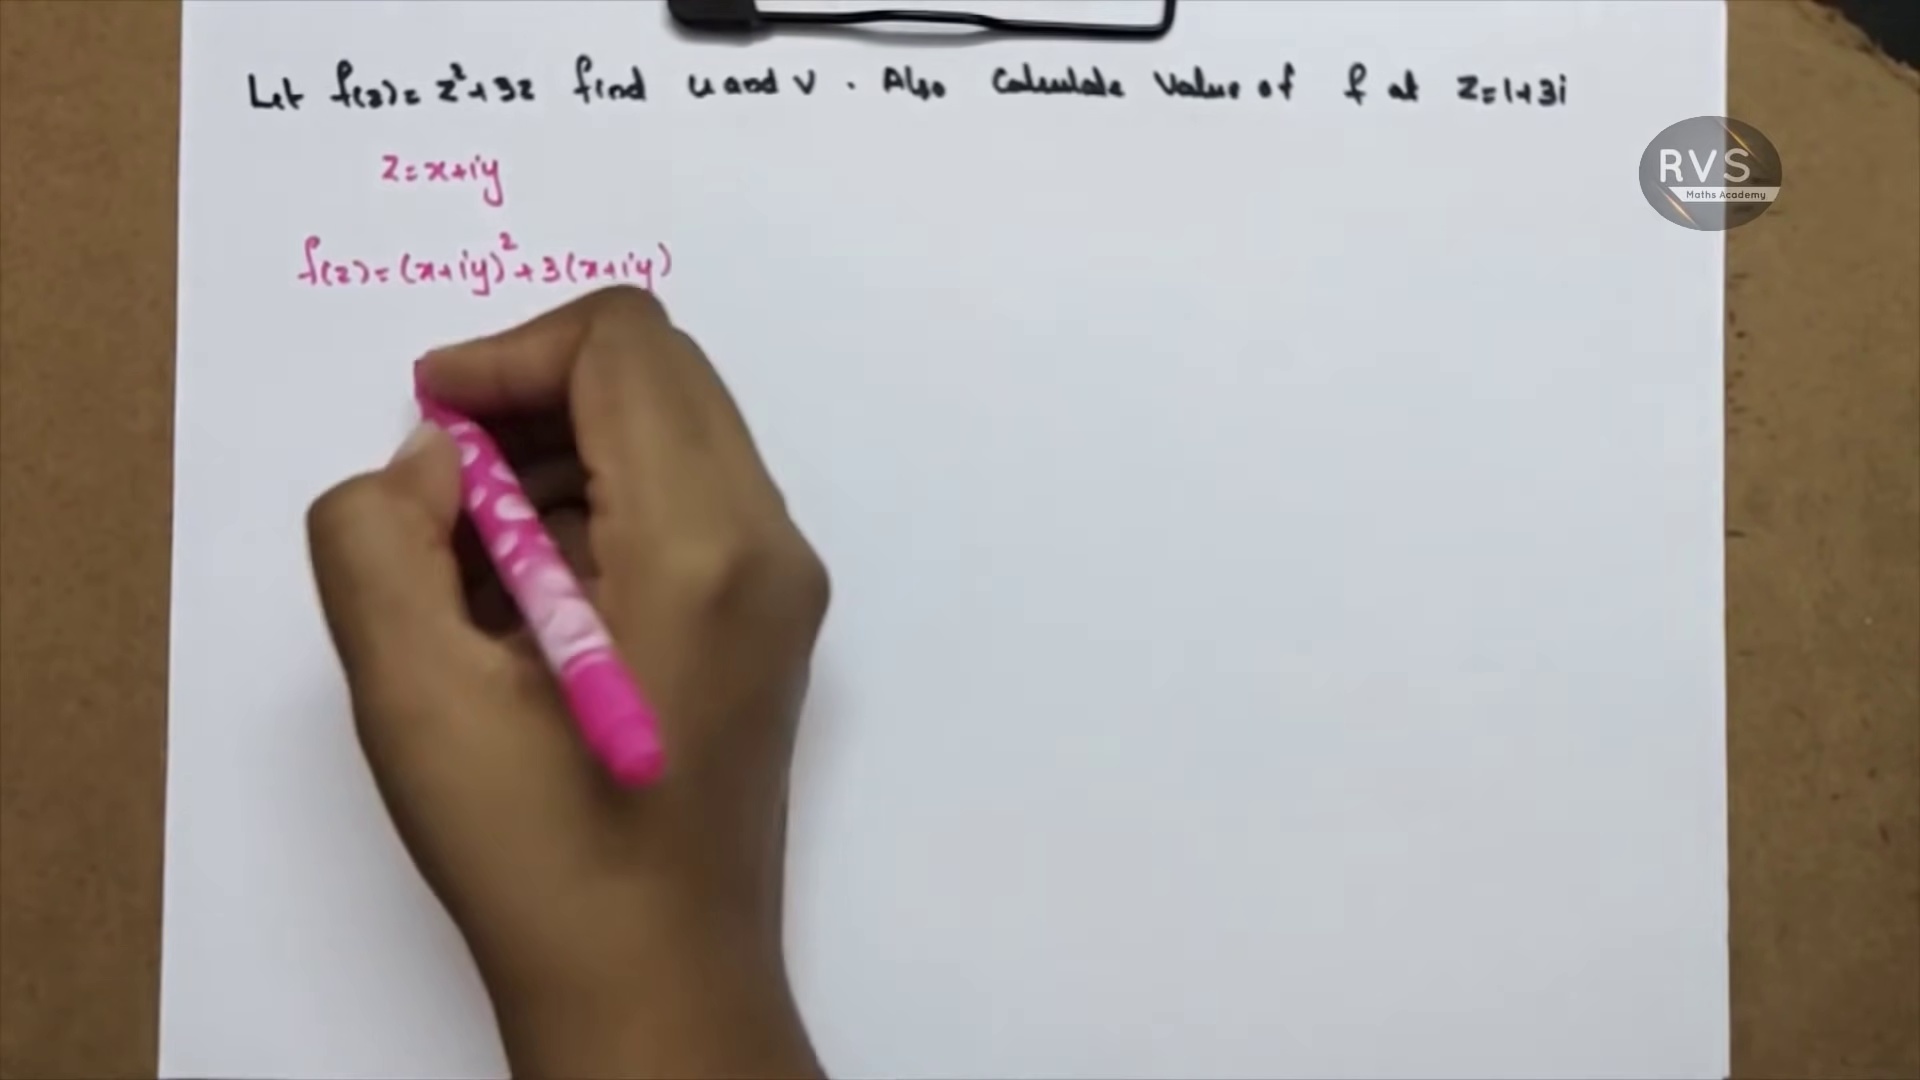 Let f(z) = z²+3z find u and v . Also Calculate Value of f at z=1+3i
z=x+iy
f(z)=(x+iy)²+3(x+iy)
RVS
Maths Academy